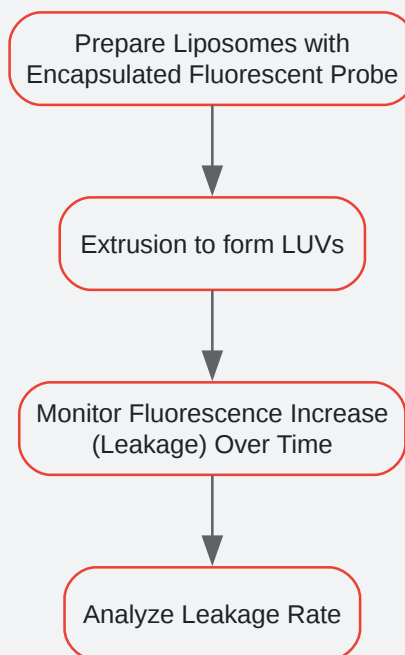 Prepare Liposomes with
Encapsulated Fluorescent Probe
Extrusion to form LUVs
Monitor Fluorescence Increase
(Leakage) Over Time
Analyze Leakage Rate